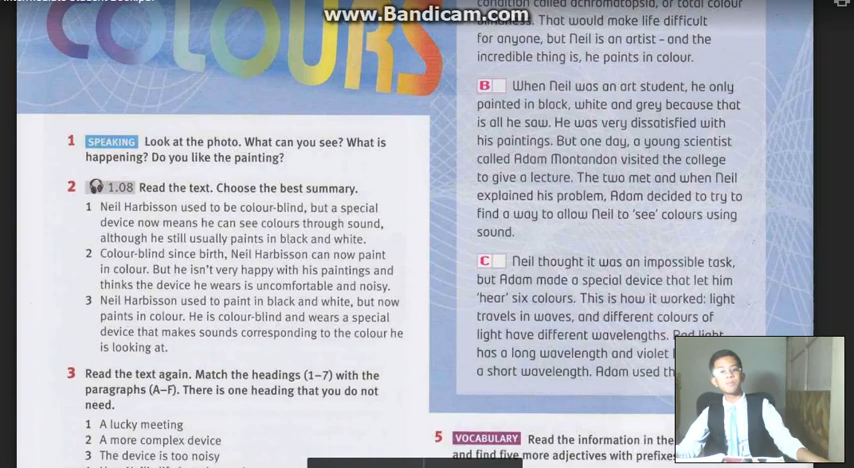 Intermediate Student Book.pdf
www.Bandicam.com
COLOURS
1 SPEAKING Look at the photo. What can you see? What is
happening? Do you like the painting?
2 1.08 Read the text. Choose the best summary.
1 Neil Harbisson used to be colour-blind, but a special
device now means he can see colours through sound,
although he still usually paints in black and white.
2 Colour-blind since birth, Neil Harbisson can now paint
in colour. But he isn't very happy with his paintings and
thinks the device he wears is uncomfortable and noisy.
3 Neil Harbisson used to paint in black and white, but now
paints in colour. He is colour-blind and wears a special
device that makes sounds corresponding to the colour he
is looking at.
3 Read the text again. Match the headings (1–7) with the
paragraphs (A–F). There is one heading that you do not
need.
1 A lucky meeting
2 A more complex device
3 The device is too noisy
condition called achromatopsia, or total colour
blindness. That would make life difficult
for anyone, but Neil is an artist – and the
incredible thing is, he paints in colour.
B When Neil was an art student, he only
painted in black, white and grey because that
is all he saw. He was very dissatisfied with
his paintings. But one day, a young scientist
called Adam Montandon visited the college
to give a lecture. The two met and when Neil
explained his problem, Adam decided to try to
find a way to allow Neil to 'see' colours using
sound.
C Neil thought it was an impossible task,
but Adam made a special device that let him
'hear' six colours. This is how it worked: light
travels in waves, and different colours of
light have different wavelengths. Red light
has a long wavelength and violet
a short wavelength. Adam used
5 VOCABULARY Read the information in the
and find five more adjectives with prefixes